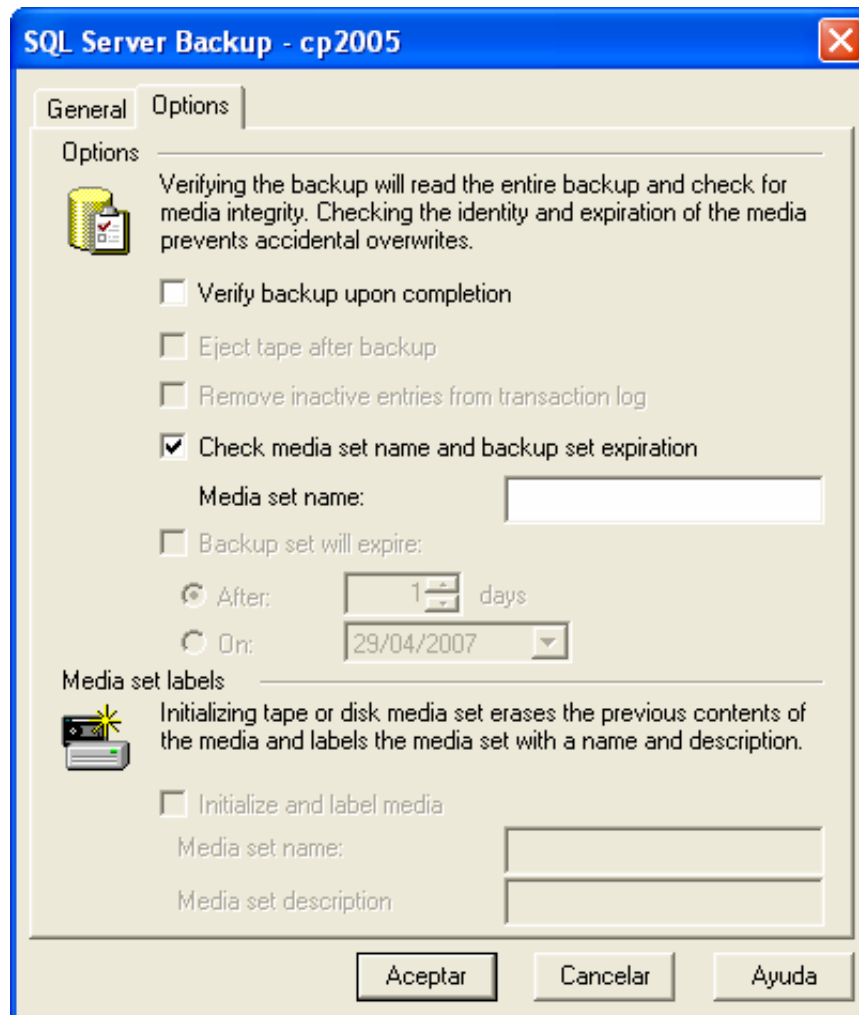 SQL Server Backup - cp2005
General
Options
Options
Verifying the backup will read the entire backup and check for
media integrity. Checking the identity and expiration of the media
prevents accidental overwrites.
Verify backup upon completion
Eject tape after backup
Remove inactive entries from transaction log
Check media set name and backup set expiration
Media set name:
Backup set will expire:
After: 1 days
On: 29/04/2007
Media set labels
Initializing tape or disk media set erases the previous contents of
the media and labels the media set with a name and description.
Initialize and label media
Media set name:
Media set description
Aceptar Cancelar Ayuda